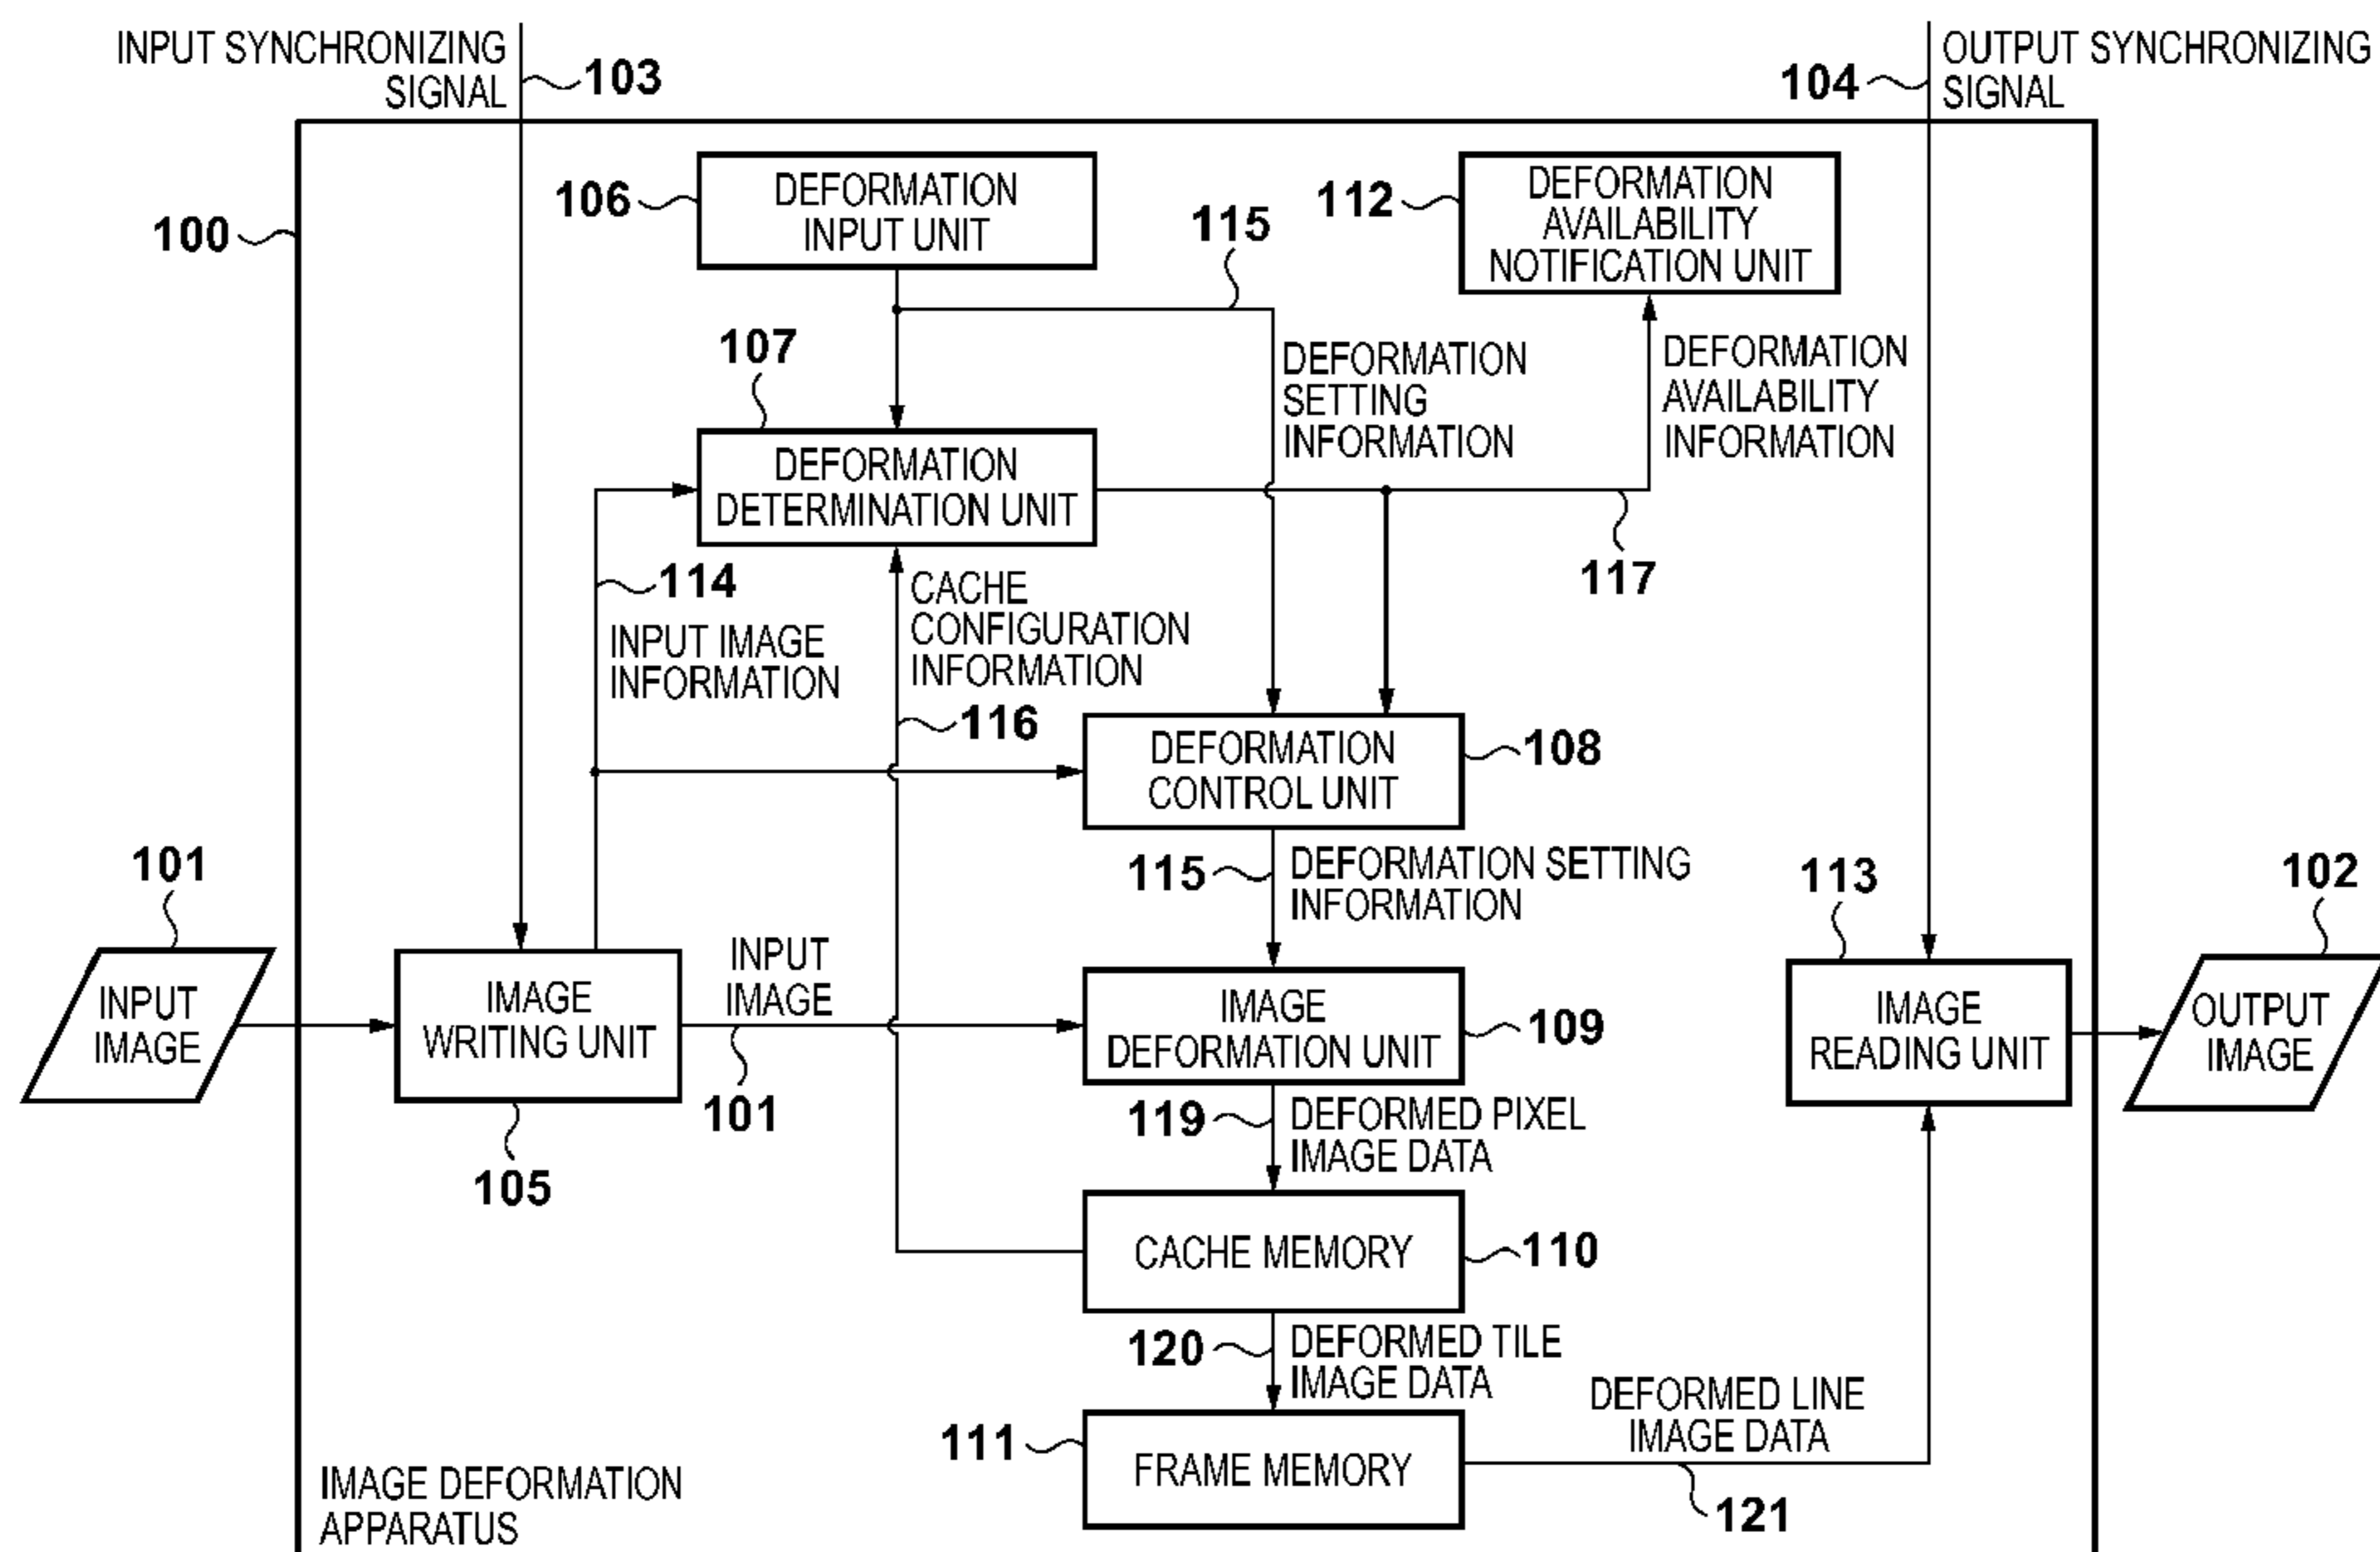 INPUT SYNCHRONIZING
SIGNAL
103
104
OUTPUT SYNCHRONIZING
SIGNAL
100
106
DEFORMATION
INPUT UNIT
115
112
DEFORMATION
AVAILABILITY
NOTIFICATION UNIT
107
DEFORMATION
SETTING
INFORMATION
DEFORMATION
AVAILABILITY
INFORMATION
DEFORMATION
DETERMINATION UNIT
114
INPUT IMAGE
INFORMATION
CACHE
CONFIGURATION
INFORMATION
116
117
DEFORMATION
CONTROL UNIT
108
101
INPUT
IMAGE
115
DEFORMATION SETTING
INFORMATION
113
102
IMAGE
WRITING UNIT
105
INPUT
IMAGE
101
IMAGE
DEFORMATION UNIT
109
IMAGE
READING UNIT
OUTPUT
IMAGE
119
DEFORMED PIXEL
IMAGE DATA
CACHE MEMORY
110
120
DEFORMED TILE
IMAGE DATA
111
FRAME MEMORY
DEFORMED LINE
IMAGE DATA
121
IMAGE DEFORMATION
APPARATUS